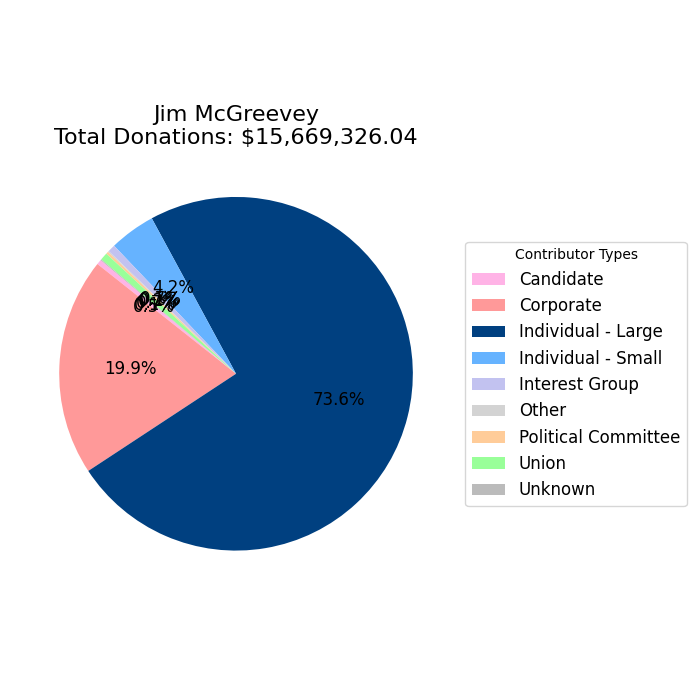 Jim McGreevey
Total Donations: $15,669,326.04
4.2%
19.9%
73.6%
Contributor Types
Candidate
Corporate
Individual - Large
Individual - Small
Interest Group
Other
Political Committee
Union
Unknown